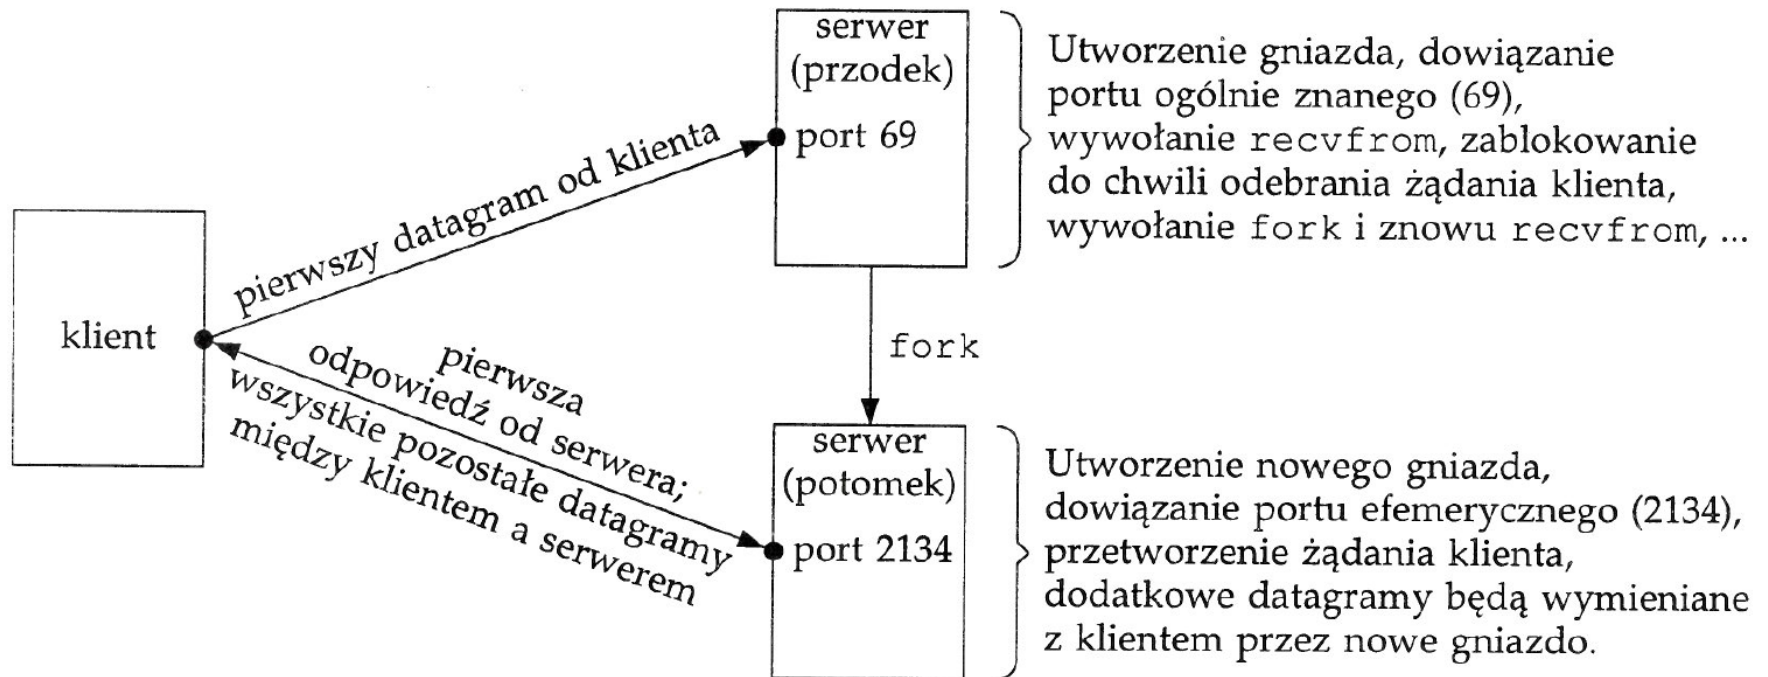 serwer
(przodek)
port 69
Utworzenie gniazda, dowiązanie
portu ogólnie znanego (69),
wywołanie recvfrom, zablokowanie
do chwili odebrania żądania klienta,
wywołanie fork i znowu recvfrom, ...
pierwszy datagram od klienta
klient
fork
pierwsza
odpowiedź od serwera;
wszystkie pozostałe datagramy
między klientem a serwerem
serwer
(potomek)
port 2134
Utworzenie nowego gniazda,
dowiązanie portu efemerycznego (2134),
przetworzenie żądania klienta,
dodatkowe datagramy będą wymieniane
z klientem przez nowe gniazdo.